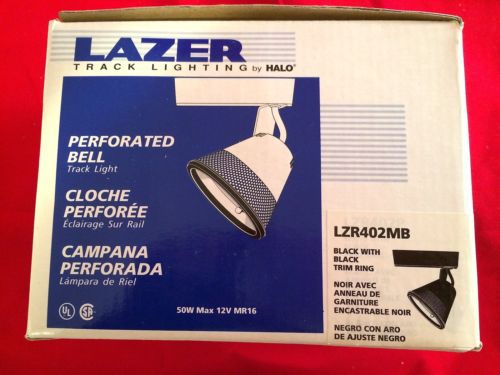 LAZER
TRACK LIGHTING by HALO®
PERFORATED
BELL
Track Light
CLOCHE
PERFORÉE
Éclairage Sur Rail
CAMPANA
PERFORADA
Lámpara de Riel
UL
SA
50W Max 12V MR16
LZR402MB
BLACK WITH
BLACK
TRIM RING
NOIR AVEC
ANNEAU DE
GARNITURE
ENCASTRABLE NOIR
NEGRO CON ARO
DE AJUSTE NEGRO